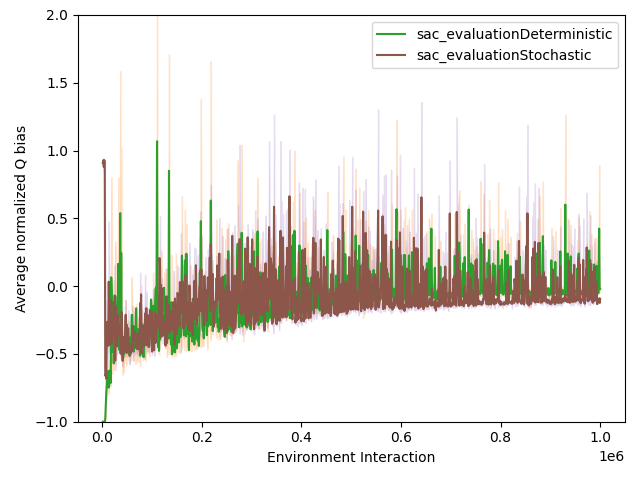 2.0
1.5
1.0
0.5
0.0
−0.5
−1.0
Average normalized Q bias
sac_evaluationDeterministic
sac_evaluationStochastic
0.0 0.2 0.4 0.6 0.8 1.0
1e6
Environment Interaction